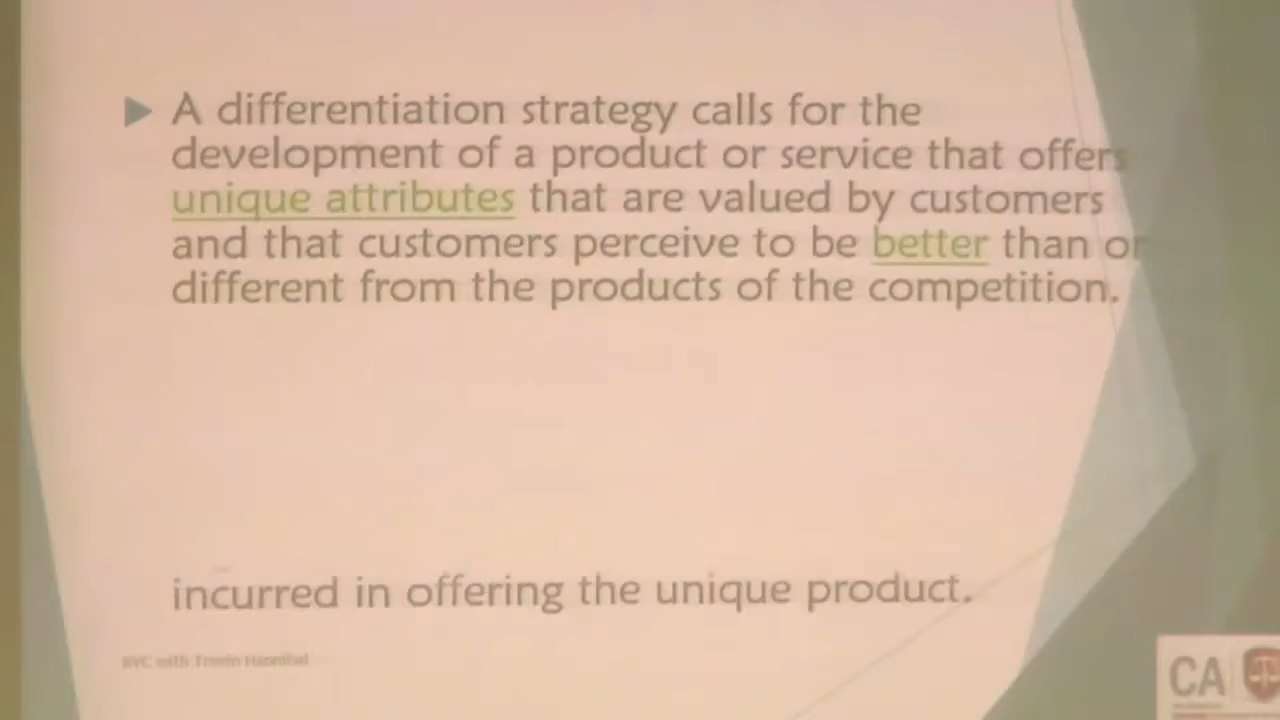 A differentiation strategy calls for the
development of a product or service that offers
unique attributes that are valued by customers
and that customers perceive to be better than or
different from the products of the competition.
incurred in offering the unique product.
with
CA